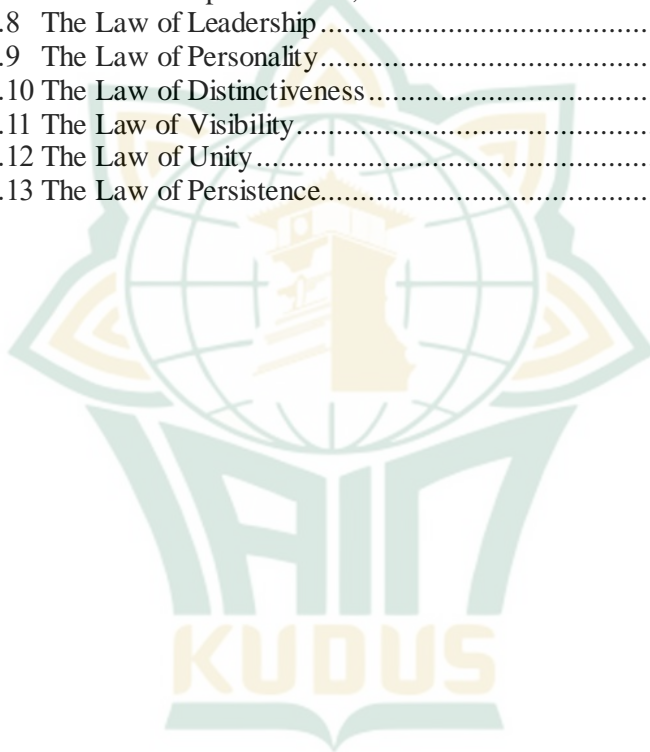 .8 The Law of Leadership......................................
.9 The Law of Personality......................................
.10 The Law of Distinctiveness................................
.11 The Law of Visibility........................................
.12 The Law of Unity.............................................
.13 The Law of Persistence.....................................
IAIN
KUDUS